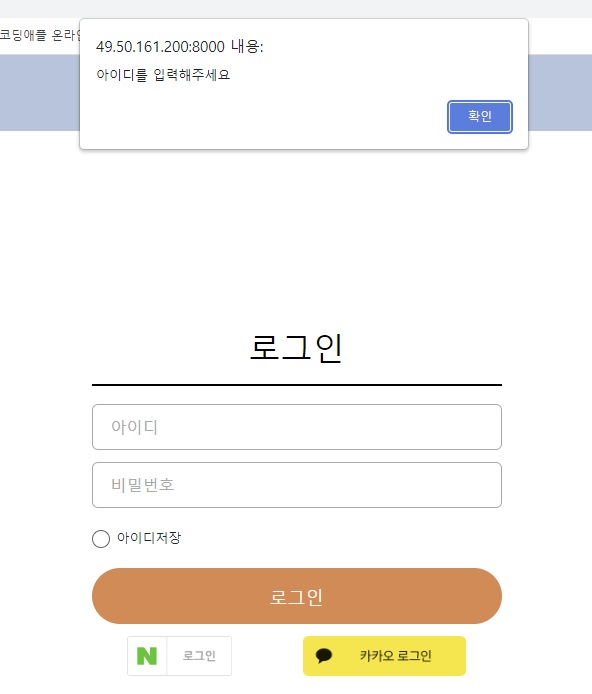 코딩애플 온라인
49.50.161.200:8000 내용:
아이디를 입력해주세요
확인
로그인
아이디
비밀번호
아이디저장
로그인
N 로그인
카카오 로그인